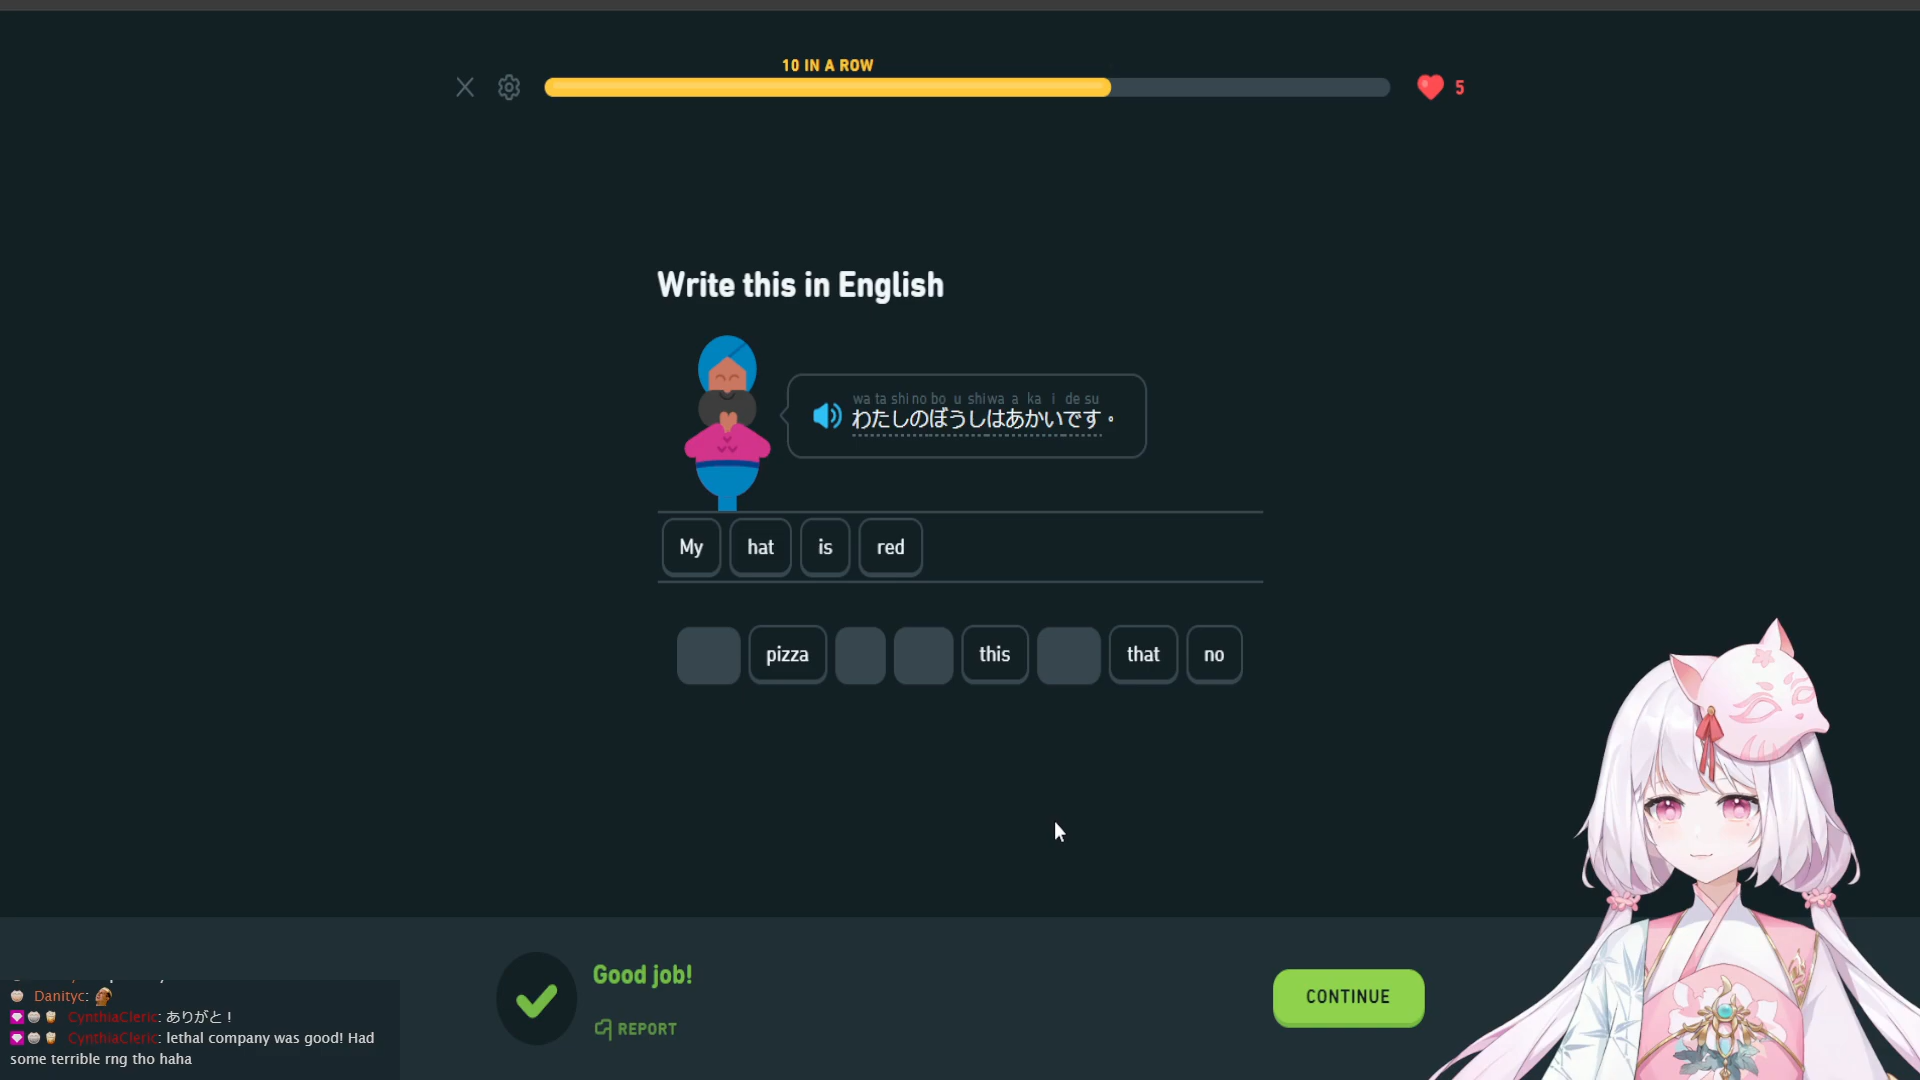 10 IN A ROW
5
Write this in English
wa ta shi no bo u shi wa a ka i de su
わたしのぼうしはあかいです。
My hat is red
pizza this that no
Good job!
REPORT
CONTINUE
Danityc:
CynthiaCleric: ありがと!
CynthiaCleric: lethal company was good! Had
some terrible rng tho haha